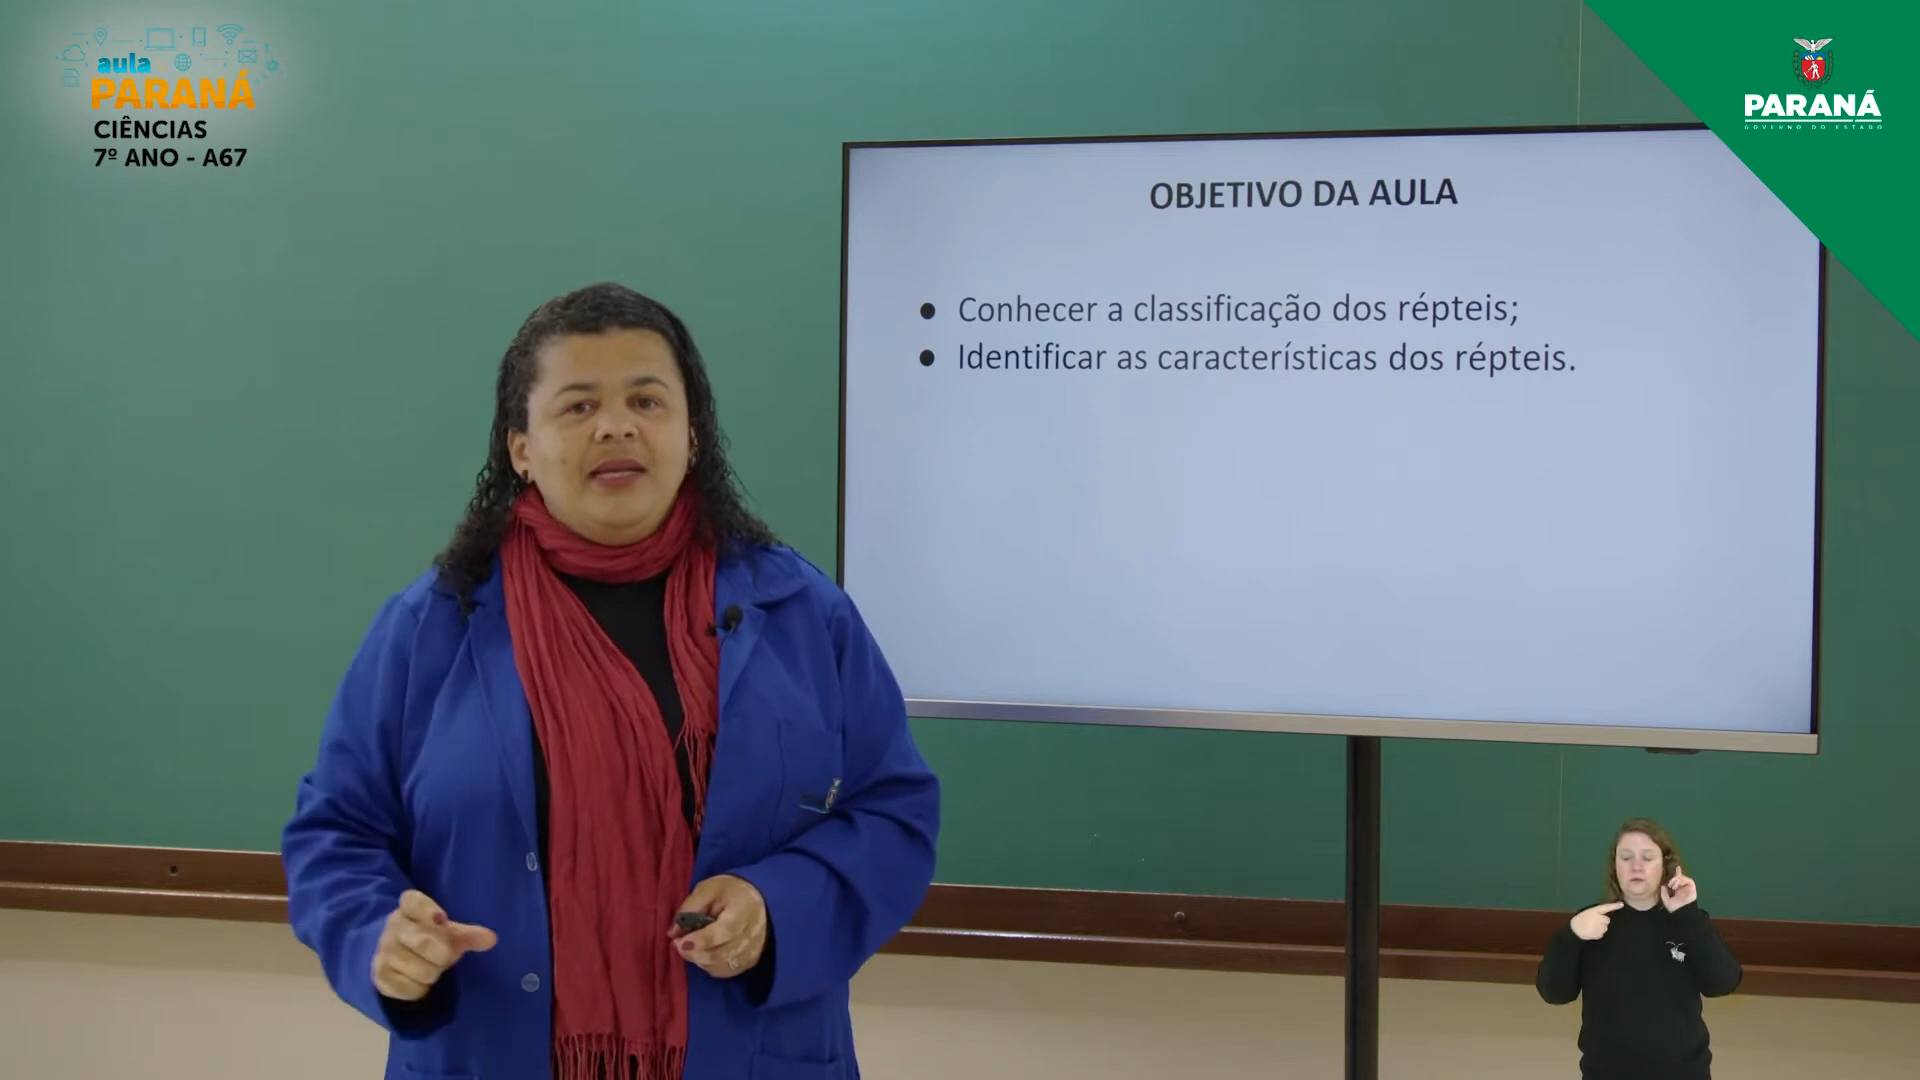 aula
PARANÁ
CIÊNCIAS
7º ANO - A67
PARANÁ
GOVERNO DO ESTADO
OBJETIVO DA AULA
● Conhecer a classificação dos répteis;
● Identificar as características dos répteis.